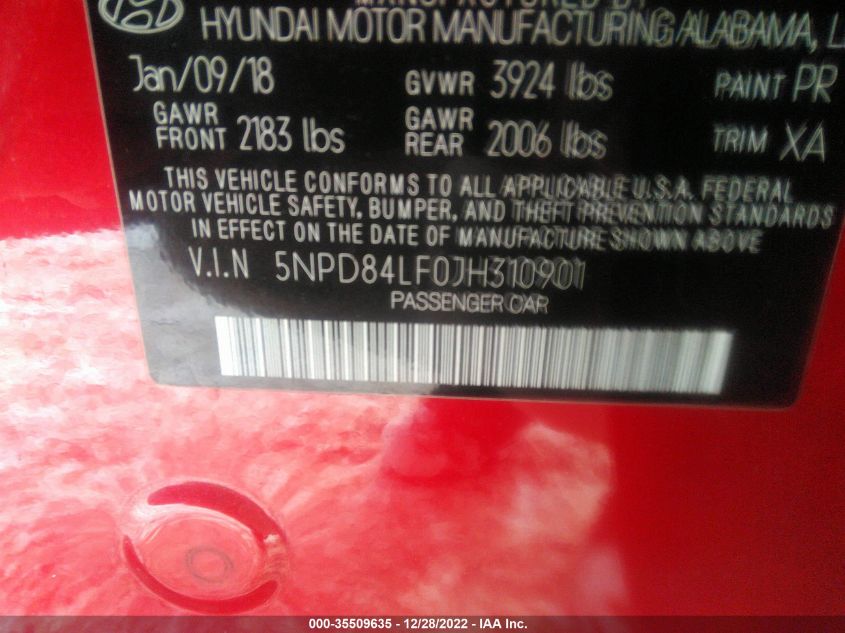 MANUFACTURED BY
HYUNDAI MOTOR MANUFACTURING ALABAMA, L
Jan/09/18 GVWR 3924 lbs PAINT PR
GAWR FRONT 2183 lbs GAWR REAR 2006 lbs TRIM XA
THIS VEHICLE CONFORMS TO ALL APPLICABLE U.S.A. FEDERAL
MOTOR VEHICLE SAFETY, BUMPER, AND THEFT PREVENTION STANDARDS
IN EFFECT ON THE DATE OF MANUFACTURE SHOWN ABOVE
V.I.N 5NPD84LF0JH310901
PASSENGER CAR
000-35509635 - 12/28/2022 - IAA Inc.